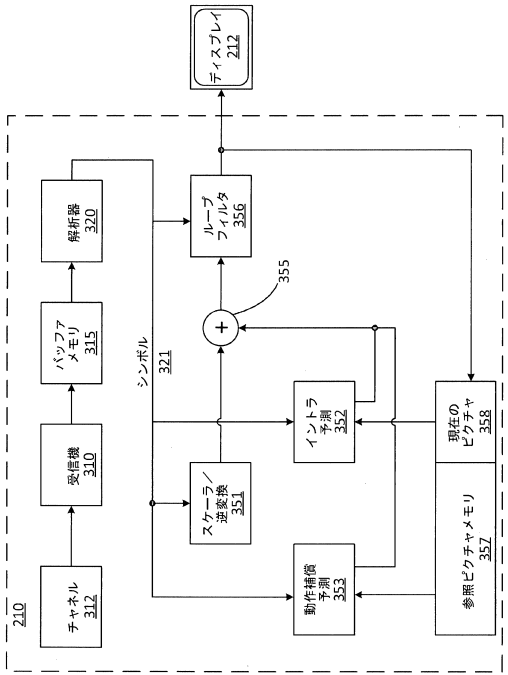 210
チャネル
312
受信機
310
バッファ
メモリ
315
解析器
320
シンボル
321
スケーラ/
逆変換
351
355
ループ
フィルタ
356
ディスプレイ
212
動作補償
予測
353
イントラ
予測
352
参照ピクチャメモリ
357
現在の
ピクチャ
358